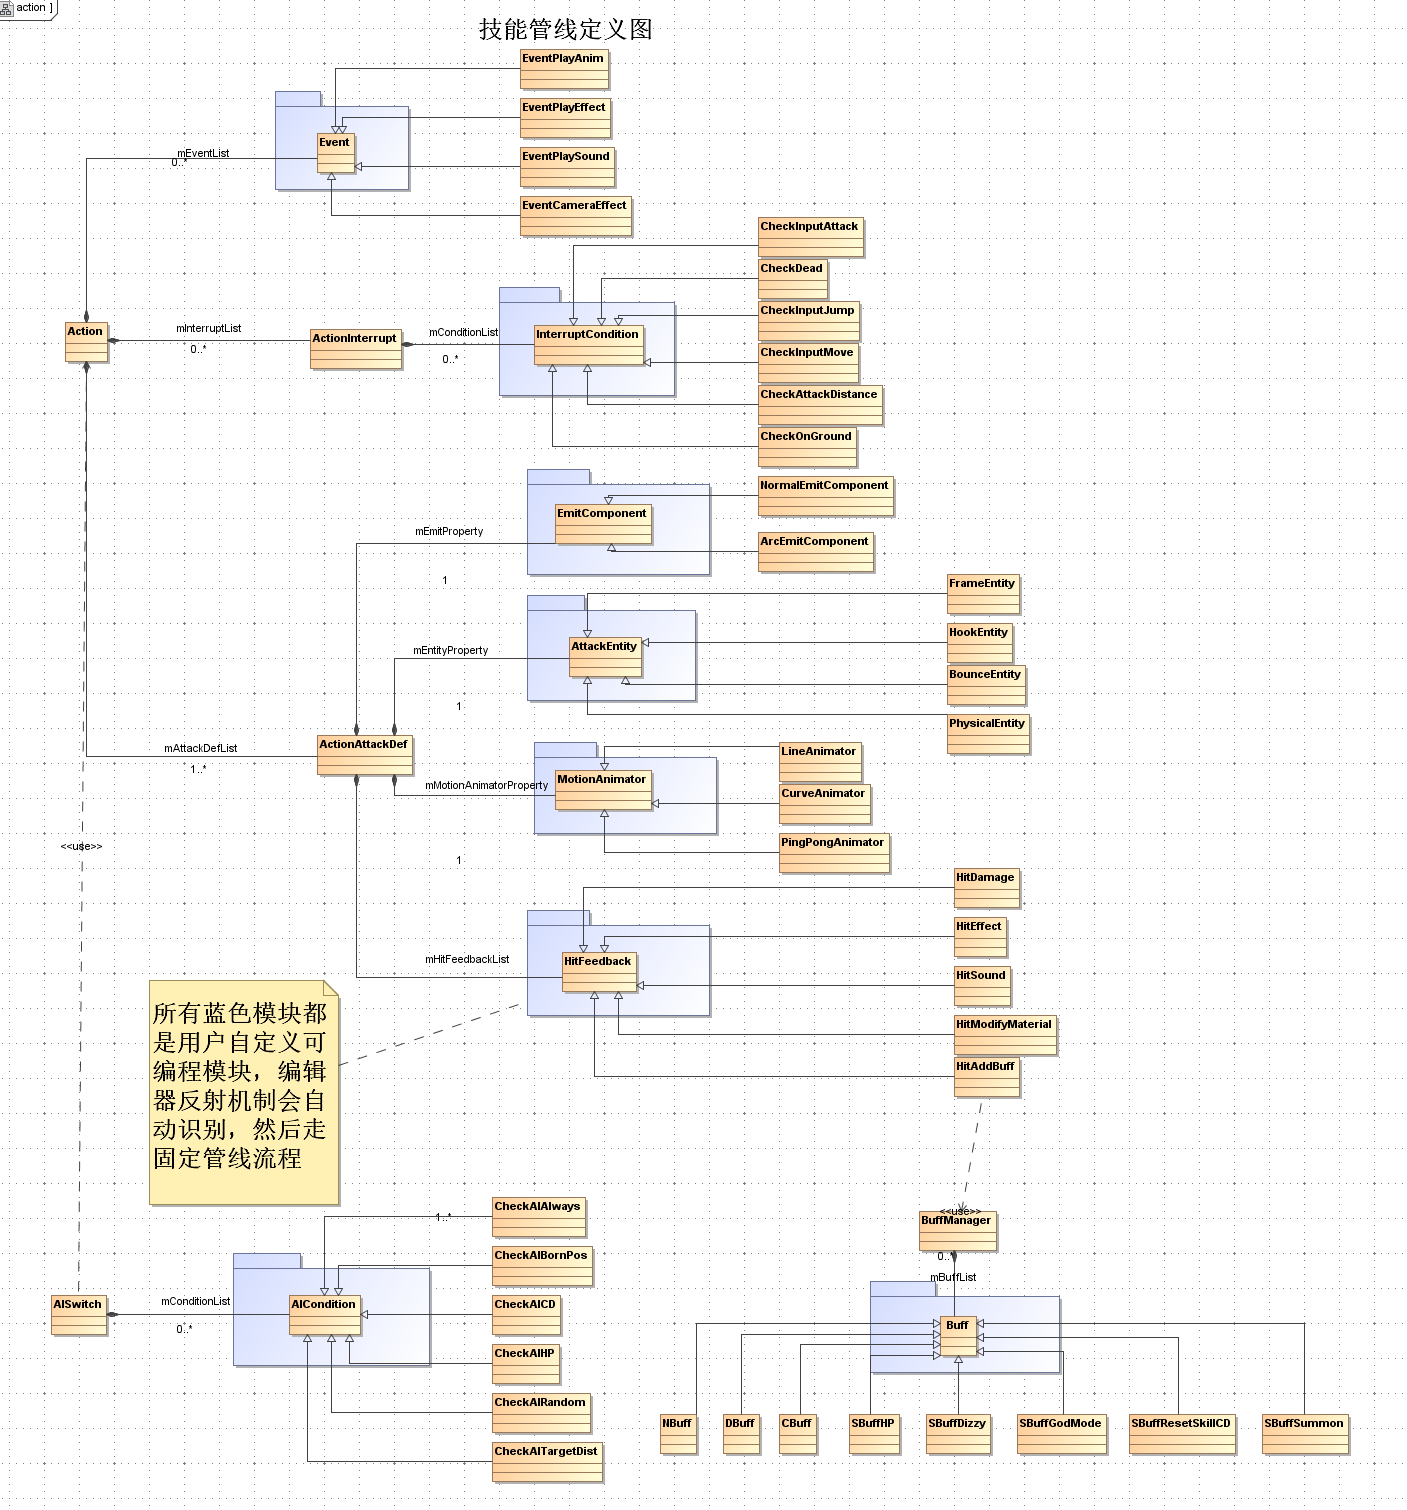 action ]
技能管线定义图
EventPlayAnim
EventPlayEffect
Event
mEventList
0..*
EventPlaySound
EventCameraEffect
CheckInputAttack
CheckDead
CheckInputJump
Action
mInterruptList
0..*
ActionInterrupt
mConditionList
0..*
InterruptCondition
CheckInputMove
CheckAttackDistance
CheckOnGround
NormalEmitComponent
EmitComponent
mEmitProperty
1
ArcEmitComponent
FrameEntity
HookEntity
AttackEntity
mEntityProperty
1
BounceEntity
PhysicalEntity
ActionAttackDef
mAttackDefList
1..*
LineAnimator
MotionAnimator
mMotionAnimatorProperty
CurveAnimator
PingPongAnimator
<<use>>
1
HitDamage
HitEffect
HitFeedback
mHitFeedbackList
HitSound
HitModifyMaterial
HitAddBuff
所有蓝色模块都
是用户自定义可
编程模块，编辑
器反射机制会自
动识别，然后走
固定管线流程
CheckAIAlways
1..*
CheckAIBornPos
AISwitch
mConditionList
0..*
AICondition
CheckAICD
CheckAIHP
CheckAIRandom
CheckAITargetDist
<<use>>
BuffManager
0..*
mBuffList
Buff
NBuff
DBuff
CBuff
SBuffHP
SBuffDizzy
SBuffGodMode
SBuffResetSkillCD
SBuffSummon